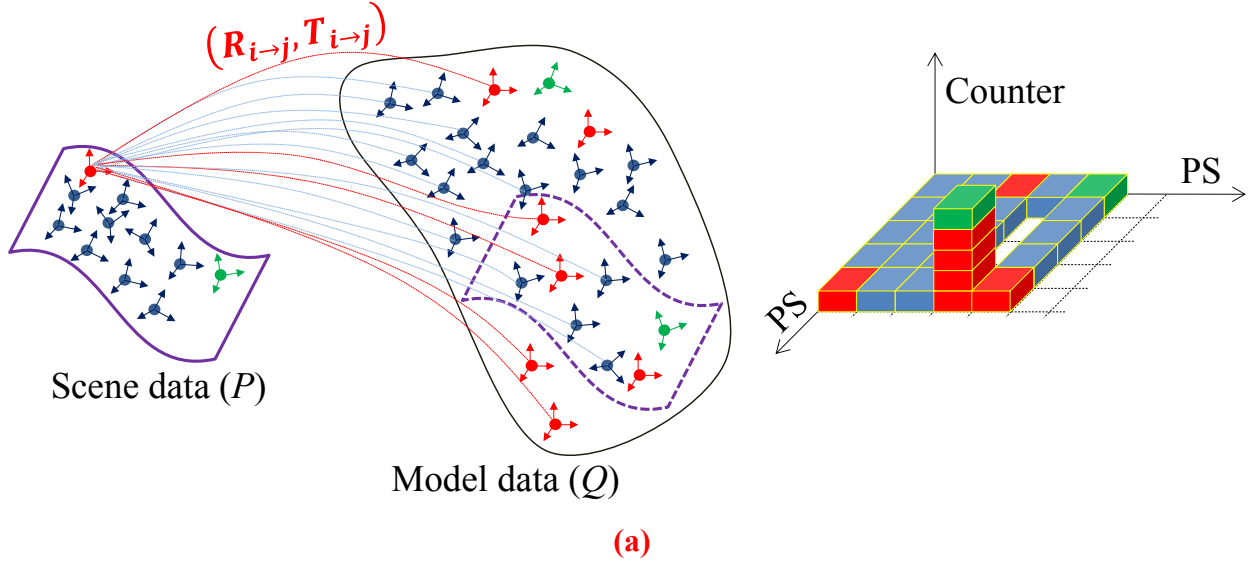 (R_{i→j}, T_{i→j})
Counter
PS
PS
Scene data (P)
Model data (Q)
(a)